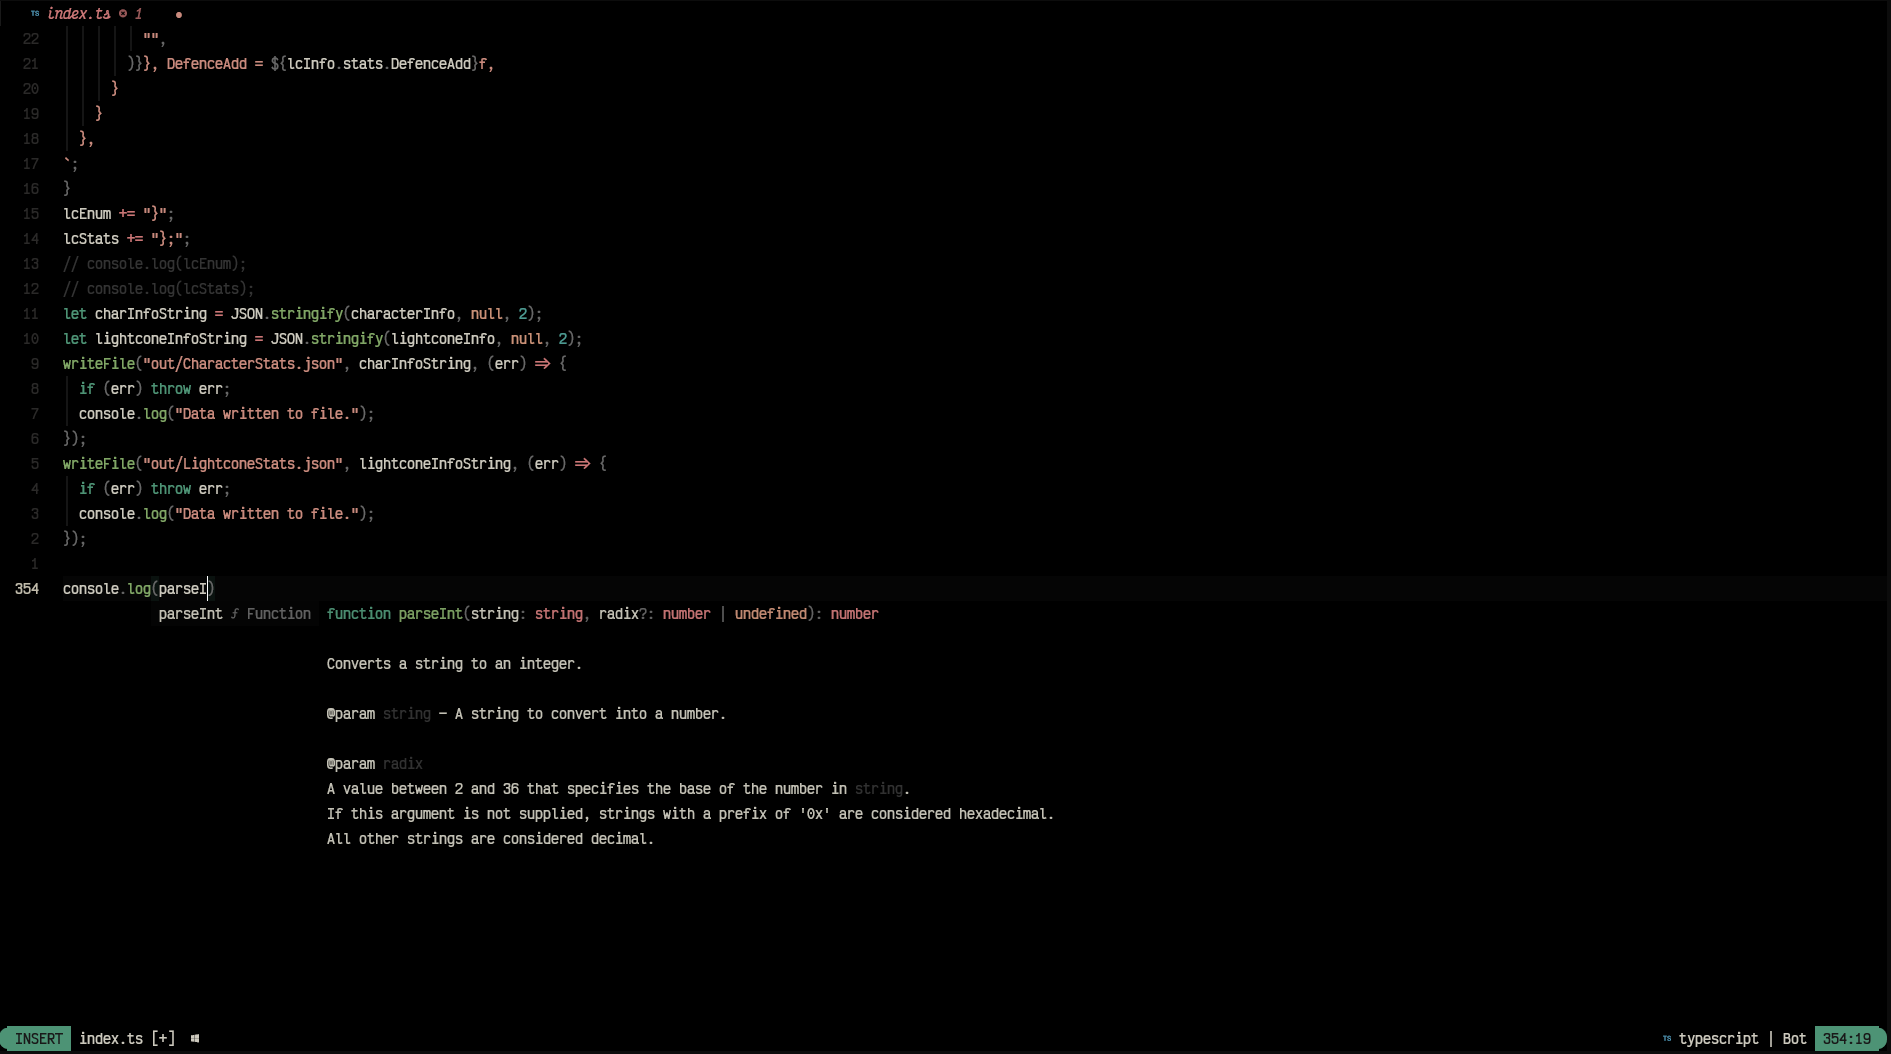 TS index.ts 1 ●
22 "",
21 )}}, DefenceAdd = ${lcInfo.stats.DefenceAdd}f,
20 }
19 }
18 },
17 `;
16 }
15 lcEnum += "}";
14 lcStats += "};";
13 // console.log(lcEnum);
12 // console.log(lcStats);
11 let charInfoString = JSON.stringify(characterInfo, null, 2);
10 let lightconeInfoString = JSON.stringify(lightconeInfo, null, 2);
9 writeFile("out/CharacterStats.json", charInfoString, (err) => {
8 if (err) throw err;
7 console.log("Data written to file.");
6 });
5 writeFile("out/LightconeStats.json", lightconeInfoString, (err) => {
4 if (err) throw err;
3 console.log("Data written to file.");
2 });
1
354 console.log(parseI)
parseInt ƒ Function function parseInt(string: string, radix?: number | undefined): number
Converts a string to an integer.
@param string — A string to convert into a number.
@param radix
A value between 2 and 36 that specifies the base of the number in string.
If this argument is not supplied, strings with a prefix of '0x' are considered hexadecimal.
All other strings are considered decimal.
INSERT index.ts [+] TS typescript | Bot 354:19